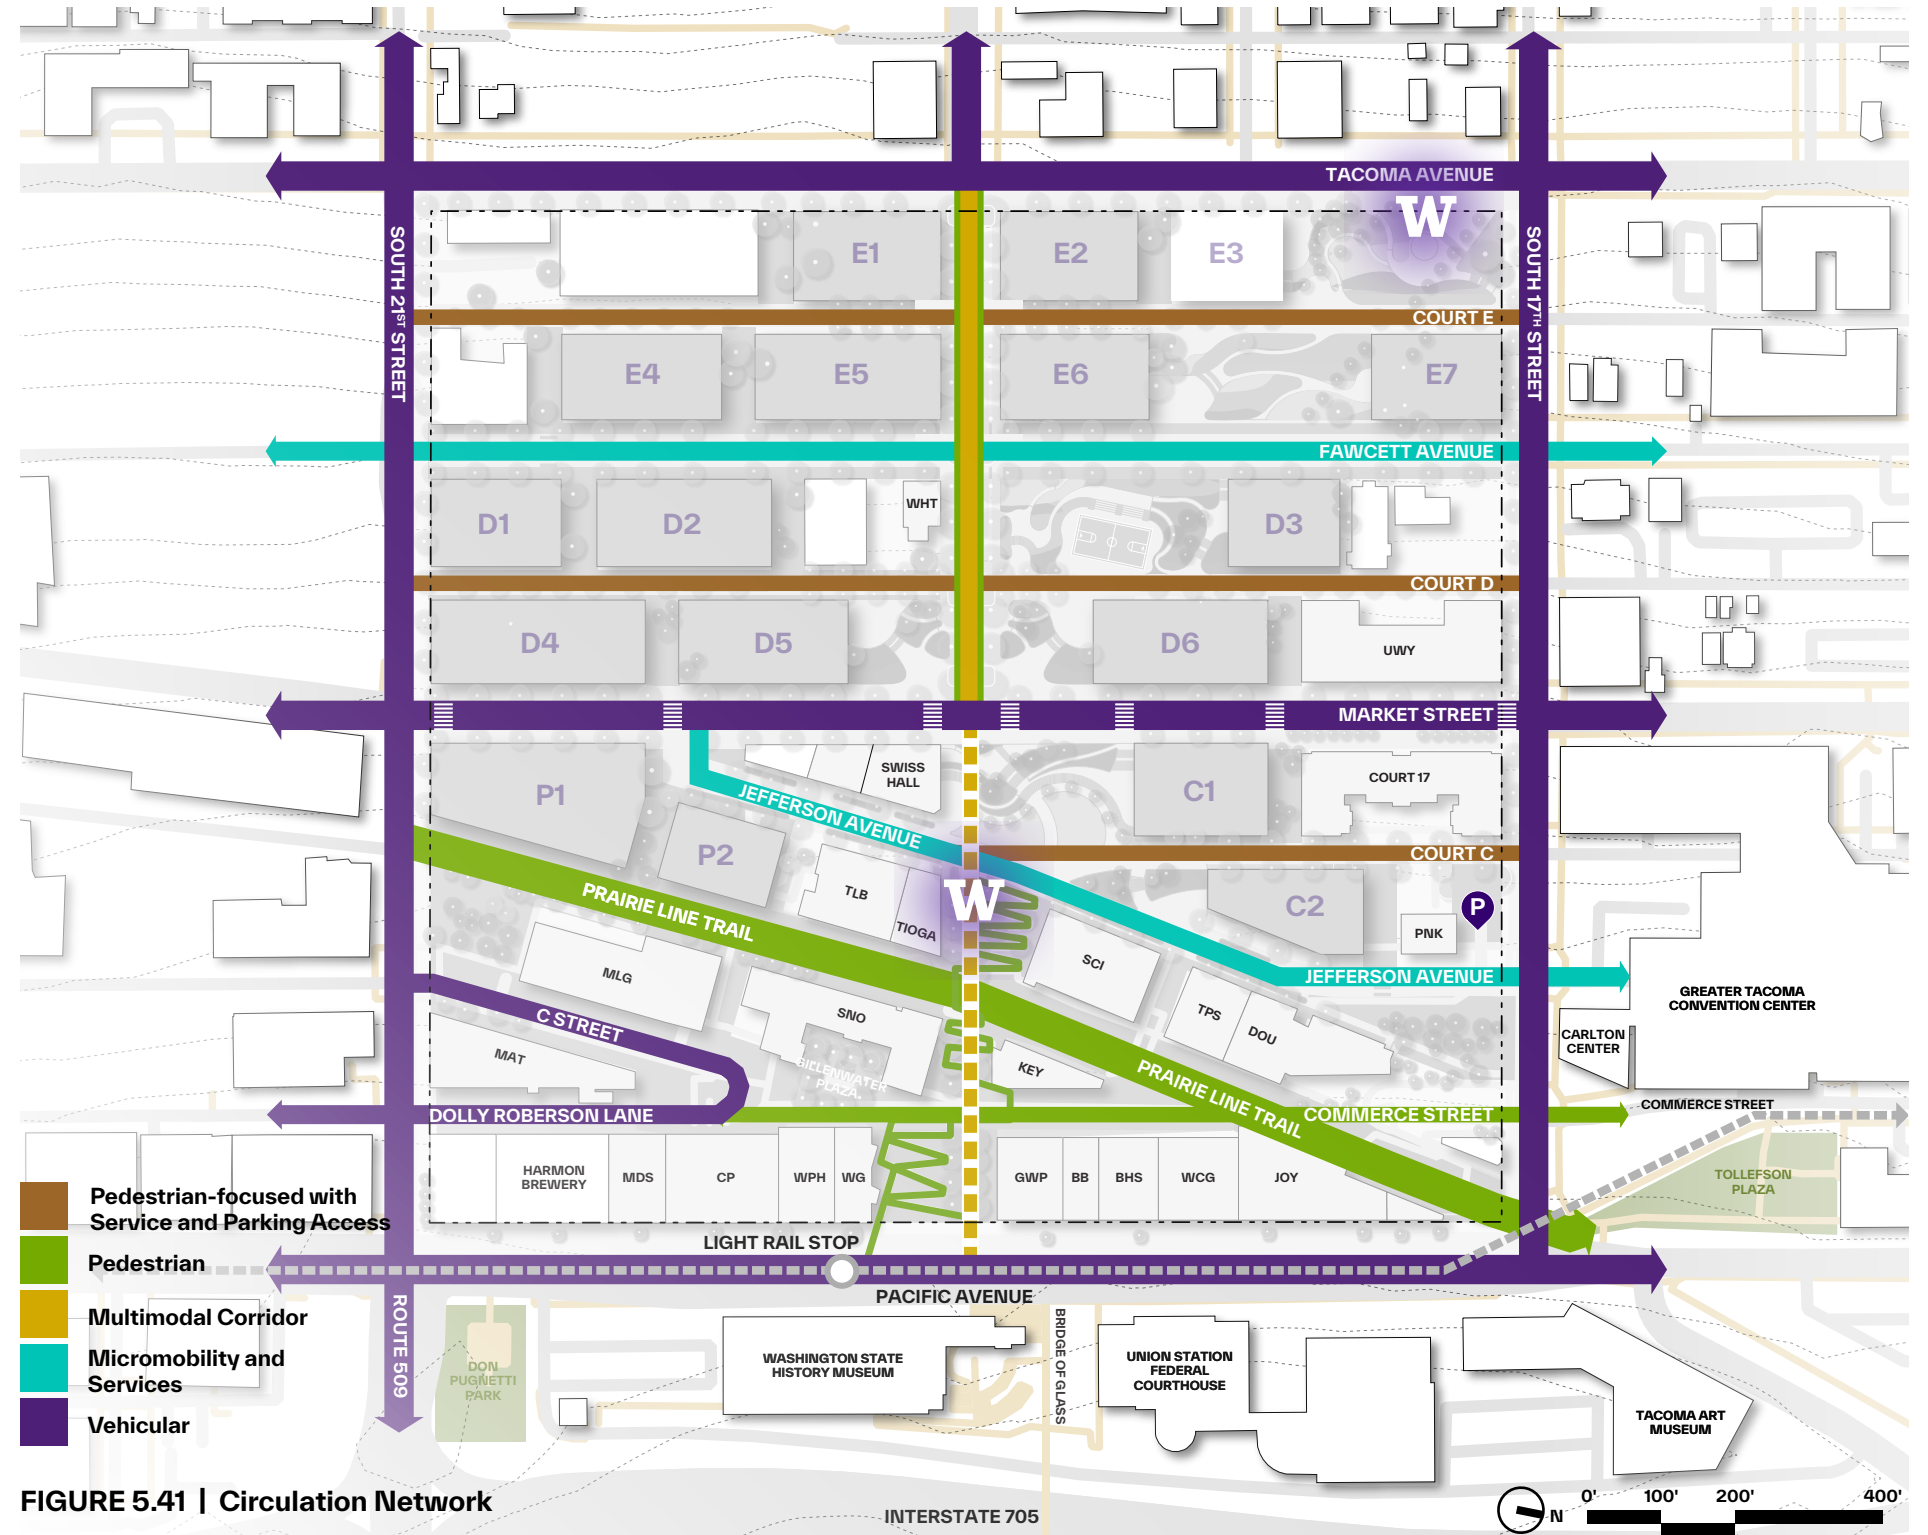 TACOMA AVENUE
W
SOUTH 21ST STREET
SOUTH 17TH STREET
E1
E2
E3
COURT E
E4
E5
E6
E7
FAWCETT AVENUE
D1
D2
WHT
D3
COURT D
D4
D5
D6
UWY
MARKET STREET
P1
SWISS
HALL
C1
COURT 17
JEFFERSON AVENUE
P2
COURT C
TLB
TIOGA
W
C2
P
PNK
PRAIRIE LINE TRAIL
MLG
SCI
JEFFERSON AVENUE
GREATER TACOMA
CONVENTION CENTER
C STREET
SNO
TPS
DOU
CARLTON
CENTER
MAT
GILLENWATER
PLAZA
KEY
PRAIRIE LINE TRAIL
DOLLY ROBERSON LANE
COMMERCE STREET
COMMERCE STREET
HARMON
BREWERY
MDS
CP
WPH
WG
GWP
BB
BHS
WCG
JOY
TOLLEFSON
PLAZA
Pedestrian-focused with
Service and Parking Access
Pedestrian
Multimodal Corridor
Micromobility and
Services
Vehicular
LIGHT RAIL STOP
PACIFIC AVENUE
ROUTE 509
DON
PUGNETTI
PARK
WASHINGTON STATE
HISTORY MUSEUM
BRIDGE OF GLASS
UNION STATION
FEDERAL
COURTHOUSE
TACOMA ART
MUSEUM
FIGURE 5.41 | Circulation Network
INTERSTATE 705
N
0' 100' 200' 400'